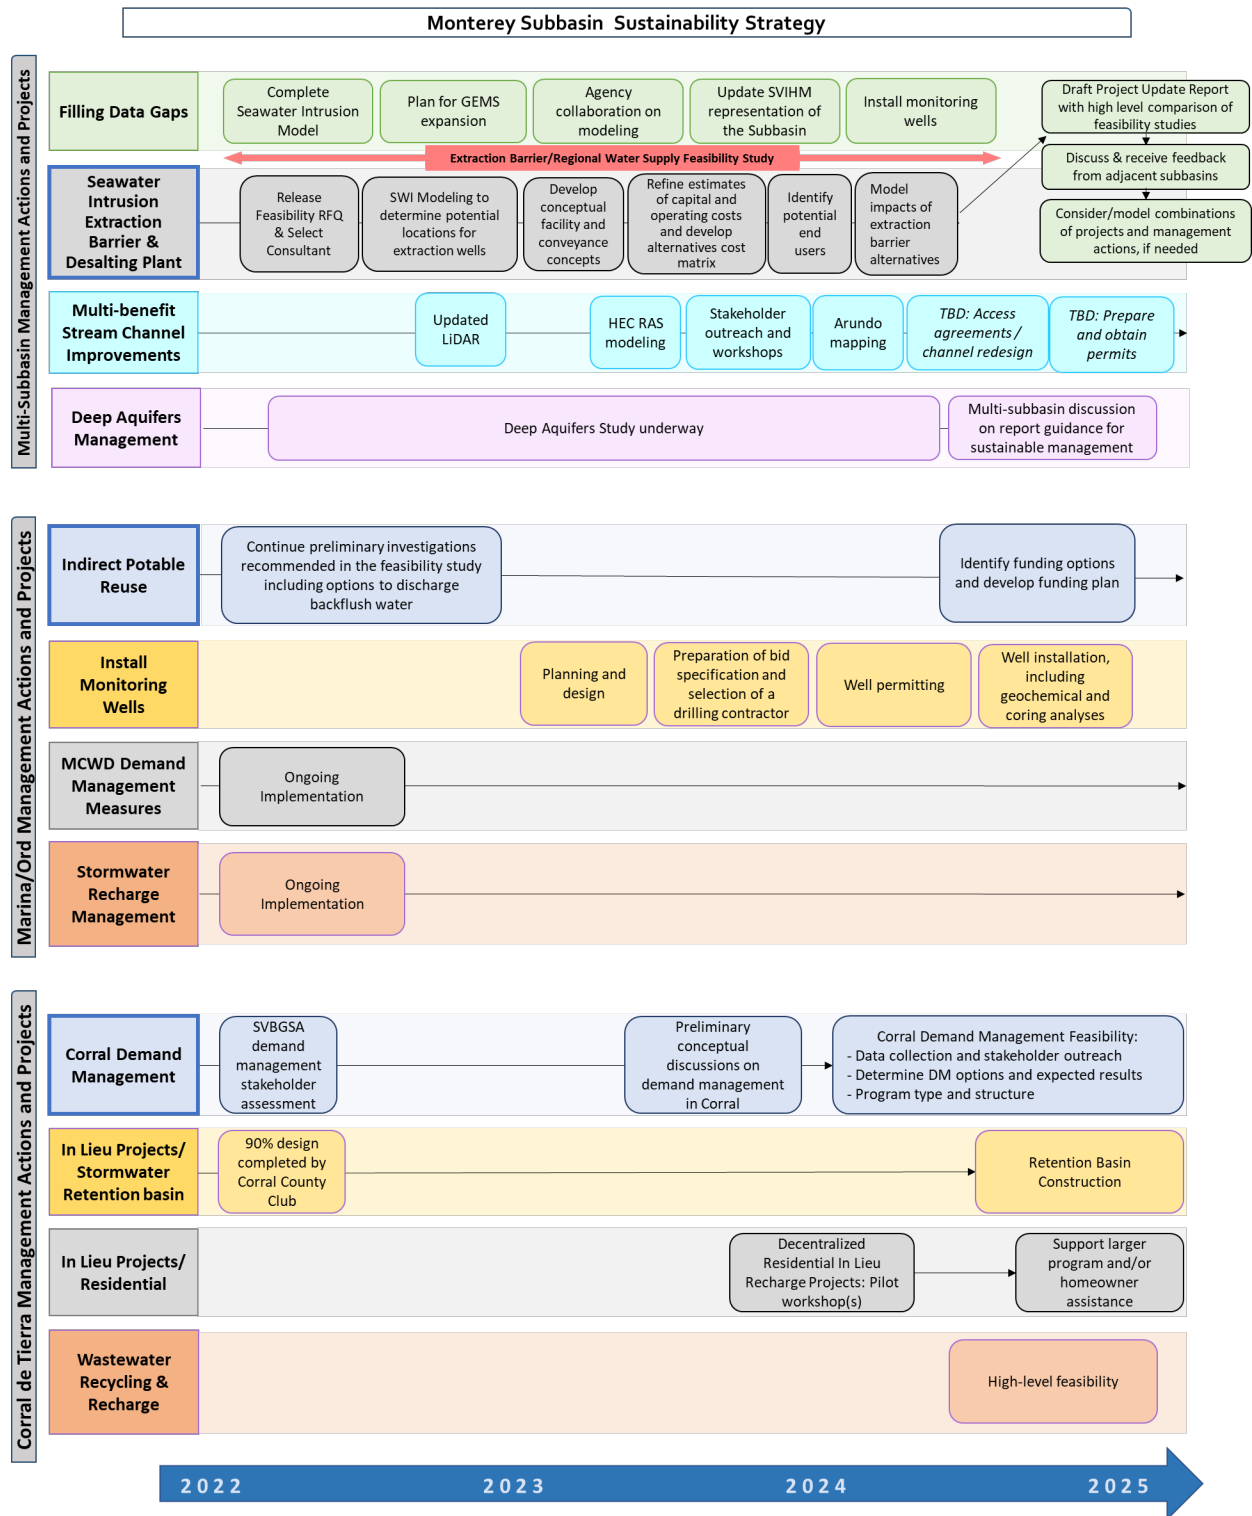 Monterey Subbasin  Sustainability Strategy
Multi-Subbasin Management Actions and Projects
Filling Data Gaps
Complete
Seawater Intrusion
Model
Plan for GEMS
expansion
Agency
collaboration on
modeling
Update SVIHM
representation of
the Subbasin
Install monitoring
wells
Draft Project Update Report
with high level comparison of
feasibility studies
Discuss & receive feedback
from adjacent subbasins
Consider/model combinations
of projects and management
actions, if needed
Extraction Barrier/Regional Water Supply Feasibility Study
Seawater
Intrusion
Extraction
Barrier &
Desalting Plant
Release
Feasibility RFQ
& Select
Consultant
SWI Modeling to
determine potential
locations for
extraction wells
Develop
conceptual
facility and
conveyance
concepts
Refine estimates
of capital and
operating costs
and develop
alternatives cost
matrix
Identify
potential
end
users
Model
impacts of
extraction
barrier
alternatives
Multi-benefit
Stream Channel
Improvements
Updated
LiDAR
HEC RAS
modeling
Stakeholder
outreach and
workshops
Arundo
mapping
TBD: Access
agreements /
channel redesign
TBD: Prepare
and obtain
permits
Deep Aquifers
Management
Deep Aquifers Study underway
Multi-subbasin discussion
on report guidance for
sustainable management
Marina/Ord Management Actions and Projects
Indirect Potable
Reuse
Continue preliminary investigations
recommended in the feasibility study
including options to discharge
backflush water
Identify funding options
and develop funding plan
Install
Monitoring
Wells
Planning and
design
Preparation of bid
specification and
selection of a
drilling contractor
Well permitting
Well installation,
including
geochemical and
coring analyses
MCWD Demand
Management
Measures
Ongoing
Implementation
Stormwater
Recharge
Management
Ongoing
Implementation
Corral de Tierra Management Actions and Projects
Corral Demand
Management
SVBGSA
demand
management
stakeholder
assessment
Preliminary
conceptual
discussions on
demand management
in Corral
Corral Demand Management Feasibility:
- Data collection and stakeholder outreach
- Determine DM options and expected results
- Program type and structure
In Lieu Projects/
Stormwater
Retention basin
90% design
completed by
Corral County
Club
Retention Basin
Construction
In Lieu Projects/
Residential
Decentralized
Residential In Lieu
Recharge Projects: Pilot
workshop(s)
Support larger
program and/or
homeowner
assistance
Wastewater
Recycling &
Recharge
High-level feasibility
2022
2023
2024
2025